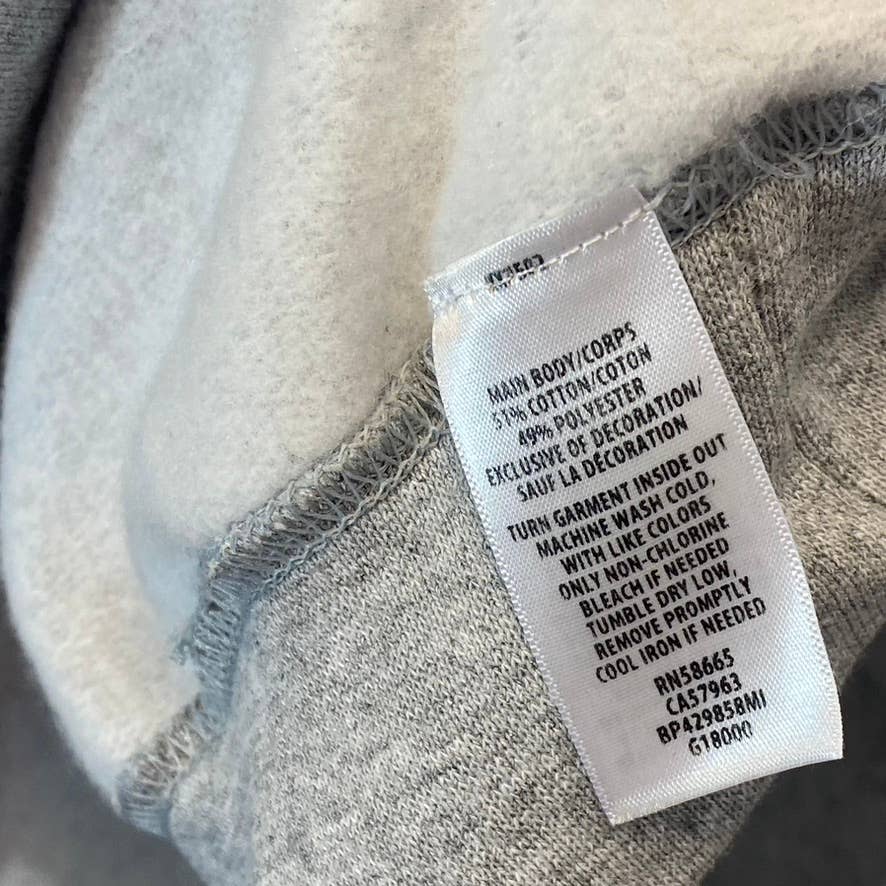 MAIN BODY/CORPS
51% COTTON/COTON
49% POLYESTER
EXCLUSIVE OF DECORATION/
SAUF LA DÉCORATION
TURN GARMENT INSIDE OUT
MACHINE WASH COLD,
WITH LIKE COLORS
ONLY NON-CHLORINE
BLEACH IF NEEDED
TUMBLE DRY LOW,
REMOVE PROMPTLY
COOL IRON IF NEEDED
RN58665
CA57963
BP429858MI
G18000